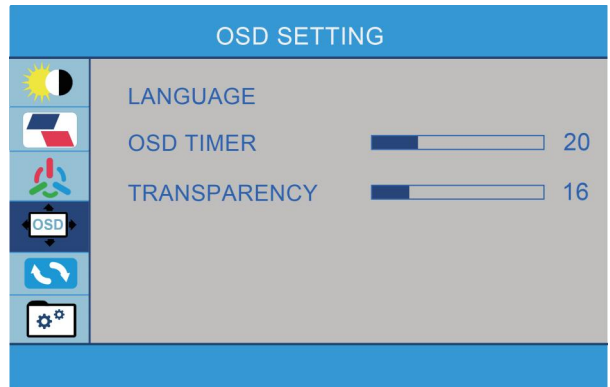 OSD SETTING
LANGUAGE
OSD TIMER 20
TRANSPARENCY 16
OSD